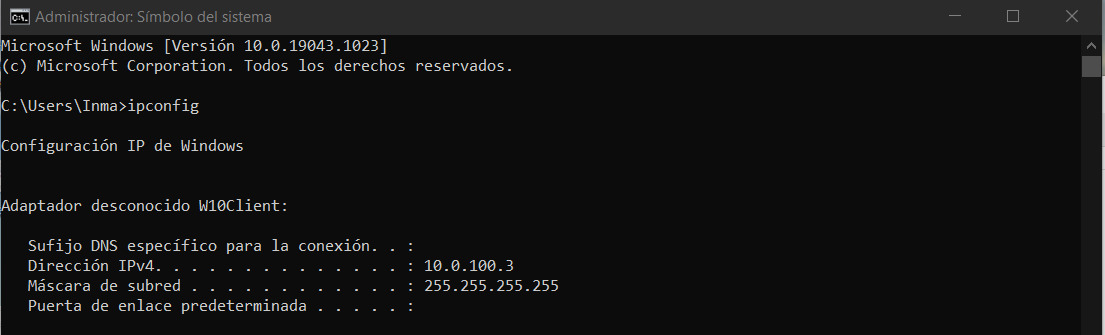 Administrador: Símbolo del sistema
Microsoft Windows [Versión 10.0.19043.1023]
(c) Microsoft Corporation. Todos los derechos reservados.
C:\Users\Inma>ipconfig
Configuración IP de Windows
Adaptador desconocido W10Client:
Sufijo DNS específico para la conexión. . :
Dirección IPv4. . . . . . . . . . . . . . : 10.0.100.3
Máscara de subred . . . . . . . . . . . . : 255.255.255.255
Puerta de enlace predeterminada . . . . . :